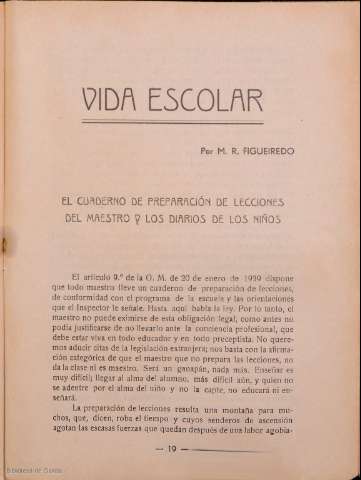 VIDA ESCOLAR
Por M. R. FIGUEIREDO
EL CUADERNO DE PREPARACIÓN DE LECCIONES
DEL MAESTRO Y LOS DIARIOS DE LOS NIÑOS
El artículo 9.º de la O. M. de 20 de enero de 1939 dispone
que todo maestro lleve un cuaderno de preparación de lecciones,
de conformidad con el programa de la escuela y las orientaciones
que el Inspector le señale. Hasta aquí habla la ley. Por lo tanto, el
maestro no puede eximirse de esta obligación legal, como antes no
podía justificarse de no llevarlo ante la conciencia profesional, que
debe estar viva en todo educador y en todo preceptista. No quere-
mos aducir citas de la legislación extranjera; nos basta con la afirma-
ción categórica de que el maestro que no prepara las lecciones, no
da la clase ni es maestro. Será un ganapán, nada más. Enseñar es
muy difícil; llegar al alma del alumno, más difícil aún, y quien no
se adentre por el alma del niño y no la capte, no educará ni en-
señará.
La preparación de lecciones resulta una montaña para mu-
chos, que, dicen, roba el tiempo y cuyos senderos de ascensión
agotan las escasas fuerzas que quedan después de una labor agobia-
— 19 —
Biblioteca de Galicia